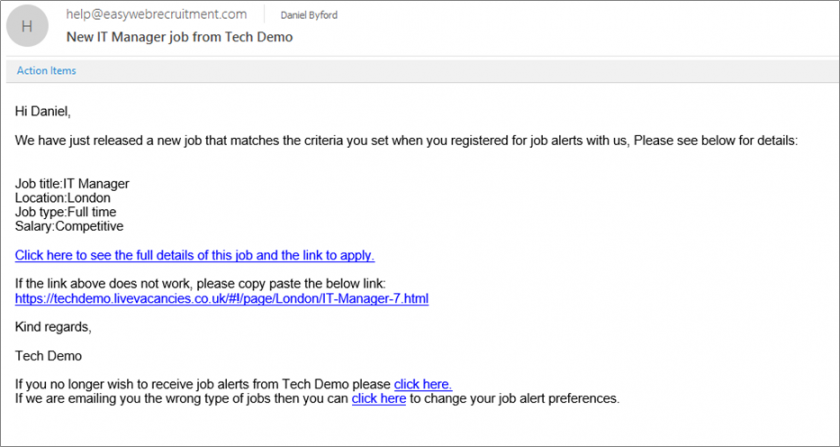 H
help@easywebrecruitment.com Daniel Byford
New IT Manager job from Tech Demo
Action Items
Hi Daniel,
We have just released a new job that matches the criteria you set when you registered for job alerts with us, Please see below for details:
Job title:IT Manager
Location:London
Job type:Full time
Salary:Competitive
Click here to see the full details of this job and the link to apply.
If the link above does not work, please copy paste the below link:
https://techdemo.livevacancies.co.uk/#!/page/London/IT-Manager-7.html
Kind regards,
Tech Demo
If you no longer wish to receive job alerts from Tech Demo please click here.
If we are emailing you the wrong type of jobs then you can click here to change your job alert preferences.